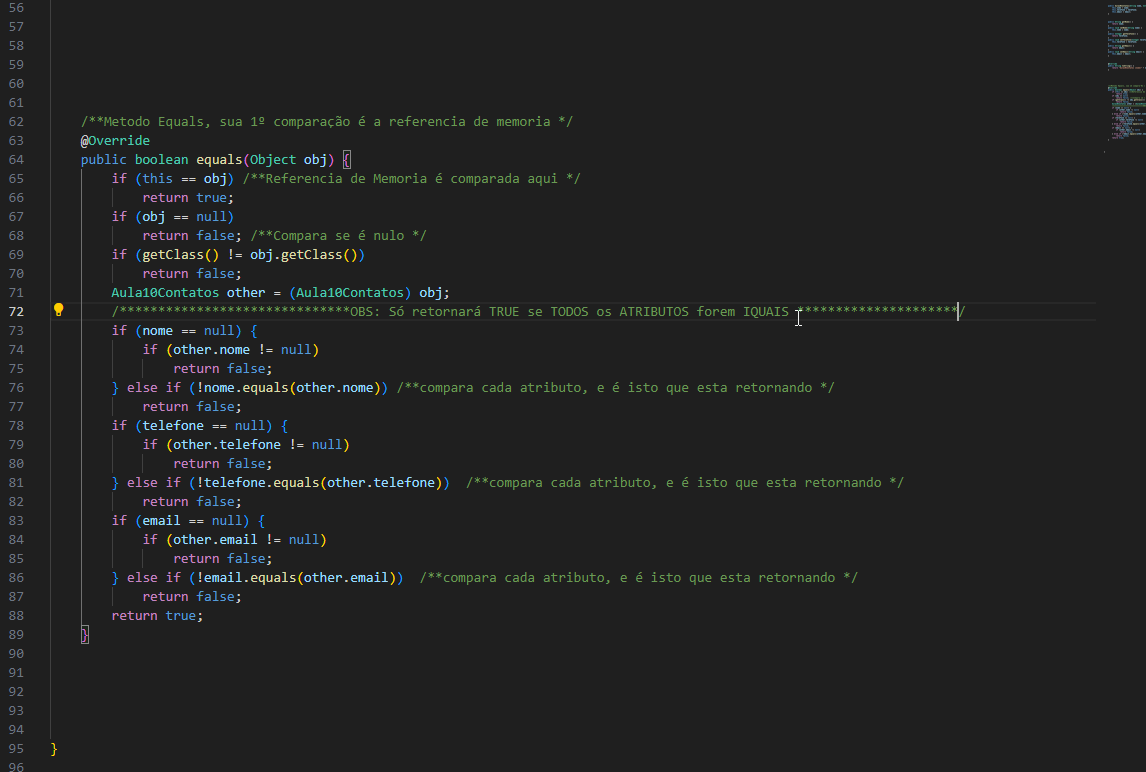 56
57
58
59
60
61
62 /**Metodo Equals, sua 1º comparação é a referencia de memoria */
63 @Override
64 public boolean equals(Object obj) {
65 if (this == obj) /**Referencia de Memoria é comparada aqui */
66 return true;
67 if (obj == null)
68 return false; /**Compara se é nulo */
69 if (getClass() != obj.getClass())
70 return false;
71 Aula10Contatos other = (Aula10Contatos) obj;
72 /******************************OBS: Só retornará TRUE se TODOS os ATRIBUTOS forem IQUAIS *********************/
73 if (nome == null) {
74 if (other.nome != null)
75 return false;
76 } else if (!nome.equals(other.nome)) /**compara cada atributo, e é isto que esta retornando */
77 return false;
78 if (telefone == null) {
79 if (other.telefone != null)
80 return false;
81 } else if (!telefone.equals(other.telefone)) /**compara cada atributo, e é isto que esta retornando */
82 return false;
83 if (email == null) {
84 if (other.email != null)
85 return false;
86 } else if (!email.equals(other.email)) /**compara cada atributo, e é isto que esta retornando */
87 return false;
88 return true;
89 }
90
91
92
93
94
95 }
96